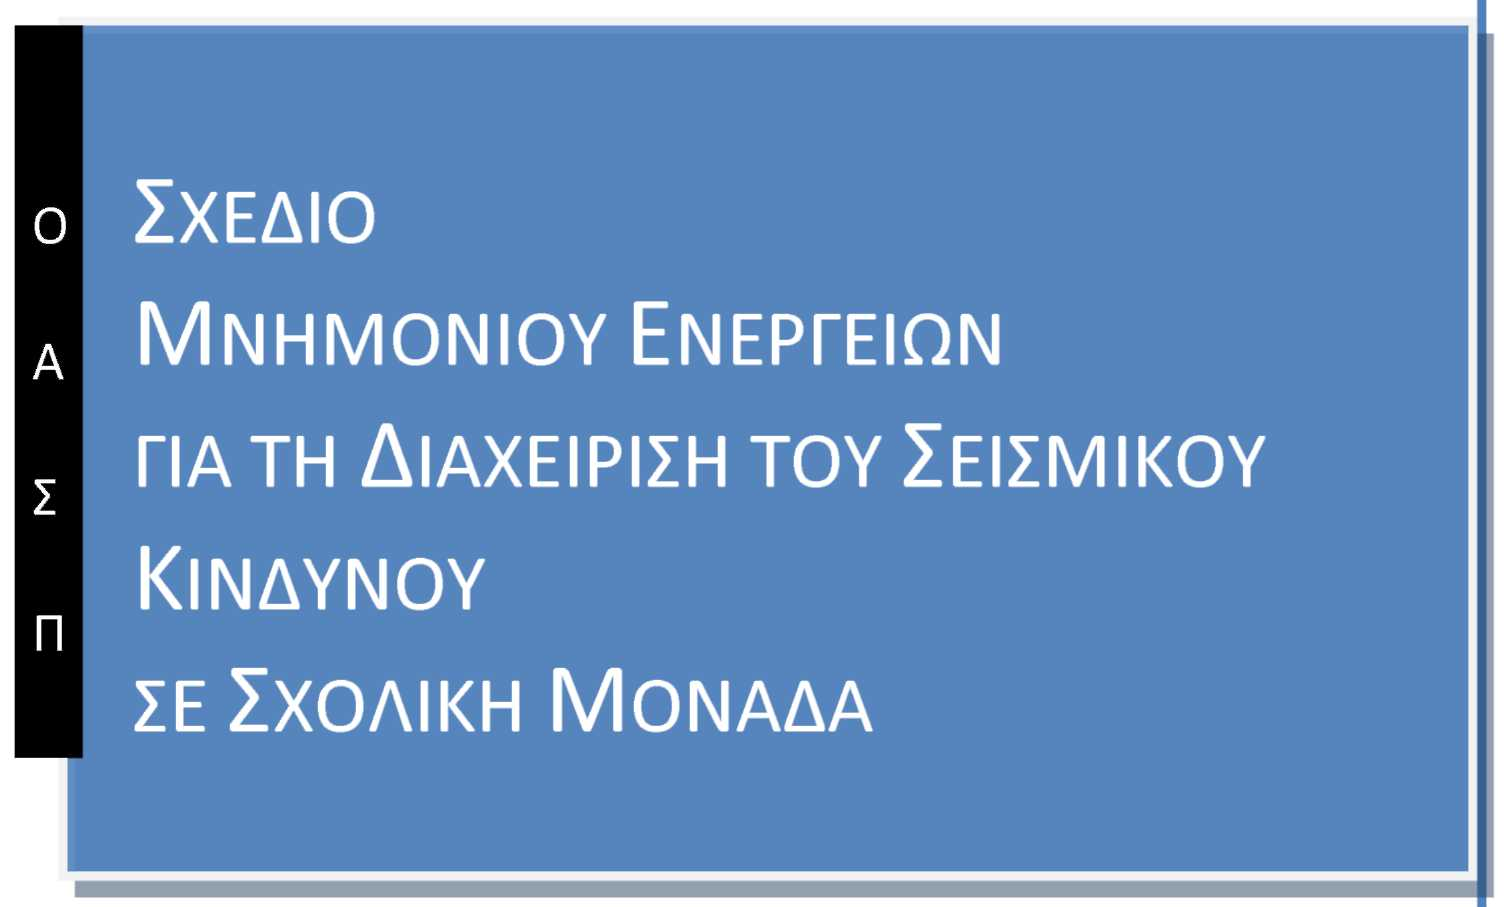 Ο
Α
Σ
Π
ΣΧΕΔΙΟ
ΜΝΗΜΟΝΙΟΥ ΕΝΕΡΓΕΙΩΝ
ΓΙΑ ΤΗ ΔΙΑΧΕΙΡΙΣΗ ΤΟΥ ΣΕΙΣΜΙΚΟΥ
ΚΙΝΔΥΝΟΥ
ΣΕ ΣΧΟΛΙΚΗ ΜΟΝΑΔΑ